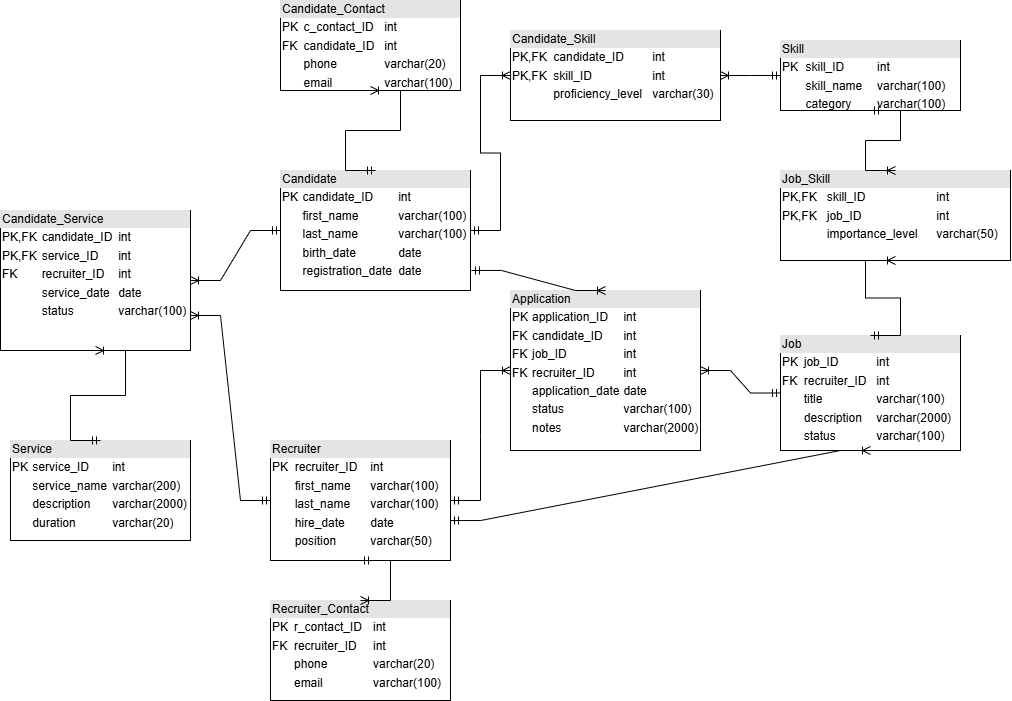 Candidate_Contact
PK c_contact_ID int
FK candidate_ID int
phone varchar(20)
email varchar(100)
Candidate_Skill
PK,FK candidate_ID int
PK,FK skill_ID int
proficiency_level varchar(30)
Skill
PK skill_ID int
skill_name varchar(100)
category varchar(100)
Candidate
PK candidate_ID int
first_name varchar(100)
last_name varchar(100)
birth_date date
registration_date date
Job_Skill
PK,FK skill_ID int
PK,FK job_ID int
importance_level varchar(50)
Candidate_Service
PK,FK candidate_ID int
PK,FK service_ID int
FK recruiter_ID int
service_date date
status varchar(100)
Application
PK application_ID int
FK candidate_ID int
FK job_ID int
FK recruiter_ID int
application_date date
status varchar(100)
notes varchar(2000)
Job
PK job_ID int
FK recruiter_ID int
title varchar(100)
description varchar(2000)
status varchar(100)
Service
PK service_ID int
service_name varchar(200)
description varchar(2000)
duration varchar(20)
Recruiter
PK recruiter_ID int
first_name varchar(100)
last_name varchar(100)
hire_date date
position varchar(50)
Recruiter_Contact
PK r_contact_ID int
FK recruiter_ID int
phone varchar(20)
email varchar(100)